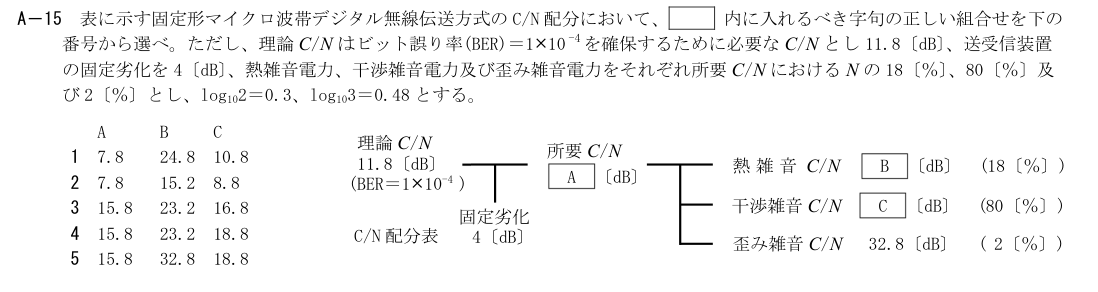 A－15 表に示す固定形マイクロ波帯デジタル無線伝送方式の C/N 配分において、 内に入れるべき字句の正しい組合せを下の
番号から選べ。ただし、理論 C/N はビット誤り率(BER)＝1×10⁻⁴を確保するために必要な C/N とし 11.8〔dB〕、送受信装置
の固定劣化を 4〔dB〕、熱雑音電力、干渉雑音電力及び歪み雑音電力をそれぞれ所要 C/N における N の 18〔％〕、80〔％〕及
び 2〔％〕とし、log₁₀2＝0.3、log₁₀3＝0.48 とする。
A B C
1 7.8 24.8 10.8
2 7.8 15.2 8.8
3 15.8 23.2 16.8
4 15.8 23.2 18.8
5 15.8 32.8 18.8
理論 C/N
11.8〔dB〕
(BER＝1×10⁻⁴)
固定劣化
4〔dB〕
C/N 配分表
所要 C/N
A 〔dB〕
熱 雑 音 C/N B 〔dB〕 (18〔％〕)
干渉雑音 C/N C 〔dB〕 (80〔％〕)
歪み雑音 C/N 32.8〔dB〕 ( 2〔％〕)